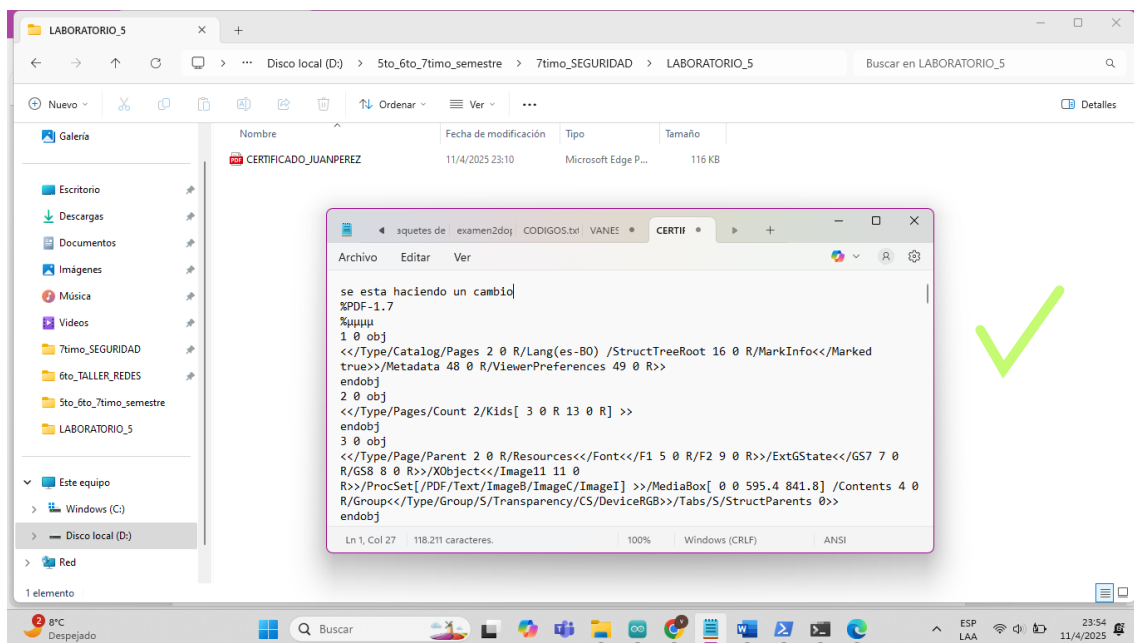 LABORATORIO_5
Disco local (D:) > 5to_6to_7timo_semestre > 7timo_SEGURIDAD > LABORATORIO_5
Buscar en LABORATORIO_5
Nuevo
Ordenar
Ver
Detalles
Galería
Escritorio
Descargas
Documentos
Imágenes
Música
Videos
7timo_SEGURIDAD
6to_TALLER_REDES
5to_6to_7timo_semestre
LABORATORIO_5
Este equipo
Windows (C:)
Disco local (D:)
Red
1 elemento
Nombre Fecha de modificación Tipo Tamaño
CERTIFICADO_JUANPEREZ 11/4/2025 23:10 Microsoft Edge P... 116 KB
aquetes de examen2do CODIGOS.txt VANES CERTIF
Archivo Editar Ver
se esta haciendo un cambio
%PDF-1.7
%µµµµ
1 0 obj
<</Type/Catalog/Pages 2 0 R/Lang(es-BO) /StructTreeRoot 16 0 R/MarkInfo<</Marked
true>>/Metadata 48 0 R/ViewerPreferences 49 0 R>>
endobj
2 0 obj
<</Type/Pages/Count 2/Kids[ 3 0 R 13 0 R] >>
endobj
3 0 obj
<</Type/Page/Parent 2 0 R/Resources<</Font<</F1 5 0 R/F2 9 0 R>>/ExtGState<</GS7 7 0
R/GS8 8 0 R>>/XObject<</Image11 11 0
R>>/ProcSet[/PDF/Text/ImageB/ImageC/ImageI] >>/MediaBox[ 0 0 595.4 841.8] /Contents 4 0
R/Group<</Type/Group/S/Transparency/CS/DeviceRGB>>/Tabs/S/StructParents 0>>
endobj
Ln 1, Col 27 118.211 caracteres. 100% Windows (CRLF) ANSI
2
8°C
Despejado
Buscar
ESP
LAA
23:54
11/4/2025